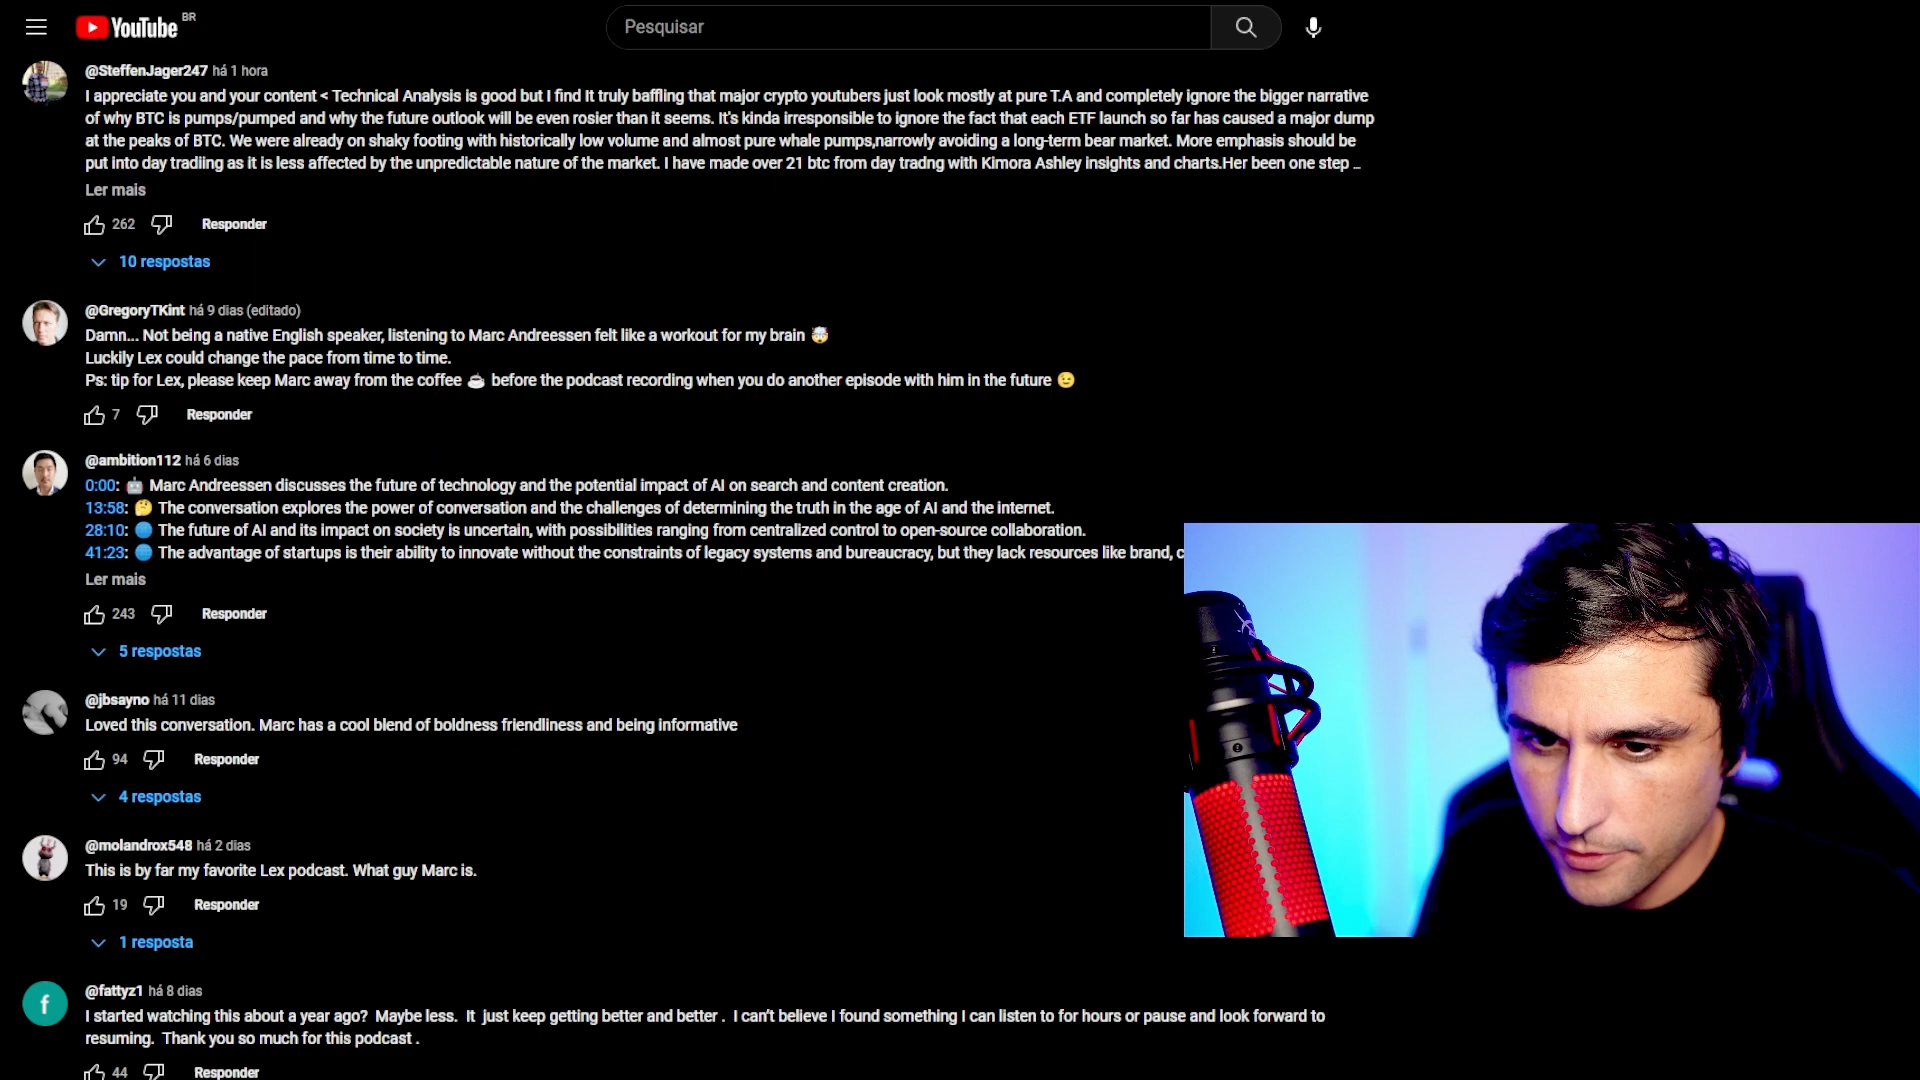 YouTube BR
Pesquisar
@SteffenJager247 há 1 hora
I appreciate you and your content < Technical Analysis is good but I find It truly baffling that major crypto youtubers just look mostly at pure T.A and completely ignore the bigger narrative
of why BTC is pumps/pumped and why the future outlook will be even rosier than it seems. It's kinda irresponsible to ignore the fact that each ETF launch so far has caused a major dump
at the peaks of BTC. We were already on shaky footing with historically low volume and almost pure whale pumps,narrowly avoiding a long-term bear market. More emphasis should be
put into day tradiing as it is less affected by the unpredictable nature of the market. I have made over 21 btc from day tradng with Kimora Ashley insights and charts.Her been one step ...
Ler mais
262 Responder
10 respostas
@GregoryTKint há 9 dias (editado)
Damn... Not being a native English speaker, listening to Marc Andreessen felt like a workout for my brain 🤯
Luckily Lex could change the pace from time to time.
Ps: tip for Lex, please keep Marc away from the coffee ☕ before the podcast recording when you do another episode with him in the future 😉
7 Responder
@ambition112 há 6 dias
0:00: 🤖 Marc Andreessen discusses the future of technology and the potential impact of AI on search and content creation.
13:58: 🤔 The conversation explores the power of conversation and the challenges of determining the truth in the age of AI and the internet.
28:10: 🌐 The future of AI and its impact on society is uncertain, with possibilities ranging from centralized control to open-source collaboration.
41:23: 🌐 The advantage of startups is their ability to innovate without the constraints of legacy systems and bureaucracy, but they lack resources like brand, c
Ler mais
243 Responder
5 respostas
@jbsayno há 11 dias
Loved this conversation. Marc has a cool blend of boldness friendliness and being informative
94 Responder
4 respostas
@molandrox548 há 2 dias
This is by far my favorite Lex podcast. What guy Marc is.
19 Responder
1 resposta
f
@fattyz1 há 8 dias
I started watching this about a year ago? Maybe less. It just keep getting better and better . I can't believe I found something I can listen to for hours or pause and look forward to
resuming. Thank you so much for this podcast .
44 Responder